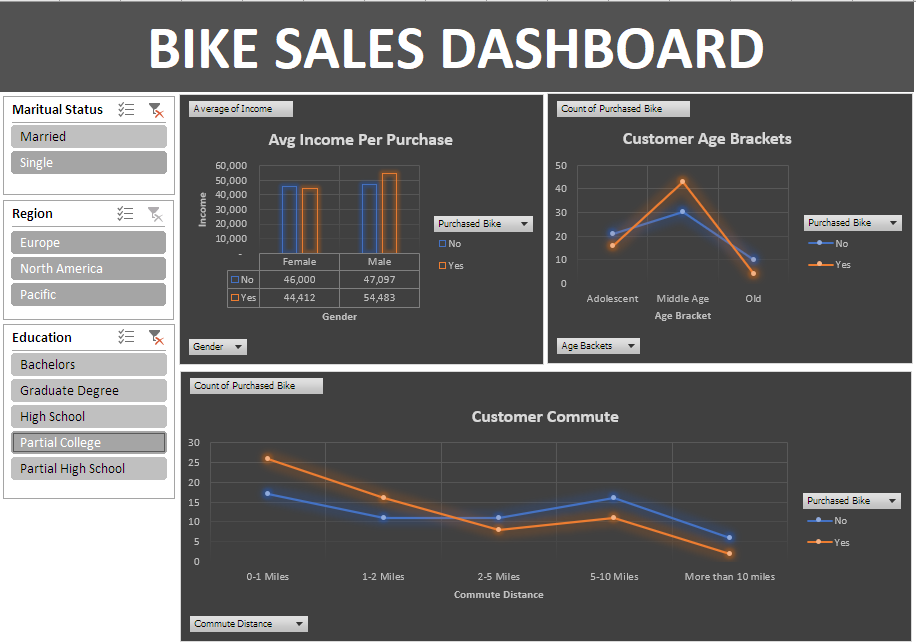 BIKE SALES DASHBOARD
Maritual Status
Married
Single
Region
Europe
North America
Pacific
Education
Bachelors
Graduate Degree
High School
Partial College
Partial High School
Average of Income
Avg Income Per Purchase
60,000
50,000
40,000
30,000
20,000
10,000
-
Income
Female Male
No 46,000 47,097
Yes 44,412 54,483
Gender
Purchased Bike
No
Yes
Gender
Count of Purchased Bike
Customer Age Brackets
50
40
30
20
10
0
Adolescent Middle Age Old
Age Bracket
Purchased Bike
No
Yes
Age Backets
Count of Purchased Bike
Customer Commute
30
25
20
15
10
5
0
0-1 Miles 1-2 Miles 2-5 Miles 5-10 Miles More than 10 miles
Commute Distance
Purchased Bike
No
Yes
Commute Distance